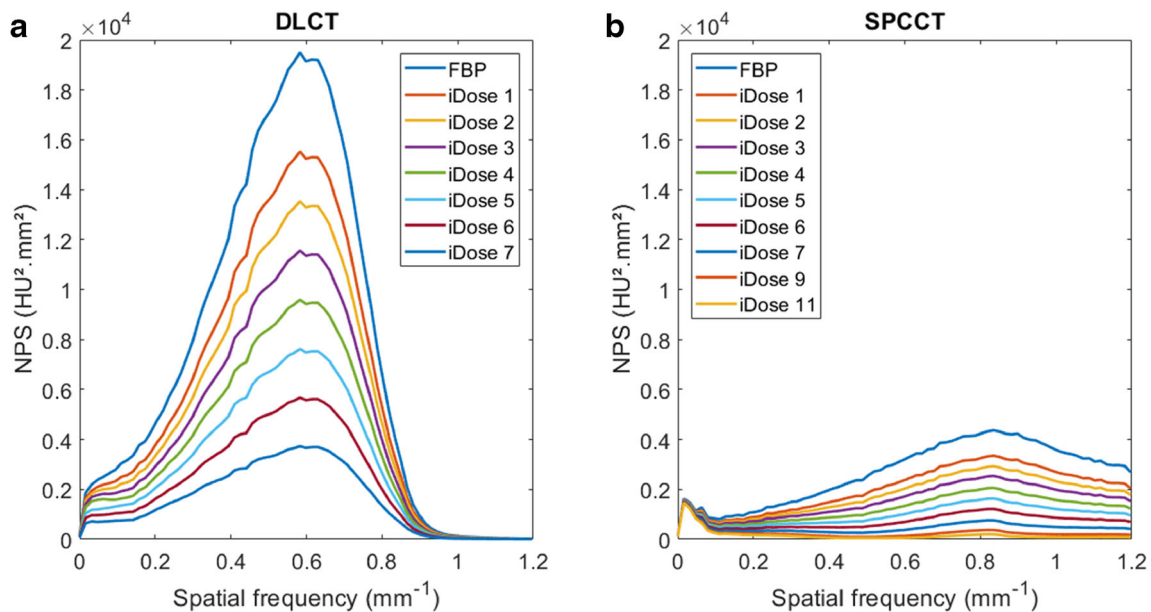 a
DLCT
×10⁴
2
1.8
1.6
1.4
1.2
1
0.8
0.6
0.4
0.2
0
NPS (HU².mm²)
0 0.2 0.4 0.6 0.8 1 1.2
Spatial frequency (mm⁻¹)
FBP
iDose 1
iDose 2
iDose 3
iDose 4
iDose 5
iDose 6
iDose 7
b
SPCCT
×10⁴
2
1.8
1.6
1.4
1.2
1
0.8
0.6
0.4
0.2
0
NPS (HU².mm²)
0 0.2 0.4 0.6 0.8 1 1.2
Spatial frequency (mm⁻¹)
FBP
iDose 1
iDose 2
iDose 3
iDose 4
iDose 5
iDose 6
iDose 7
iDose 9
iDose 11